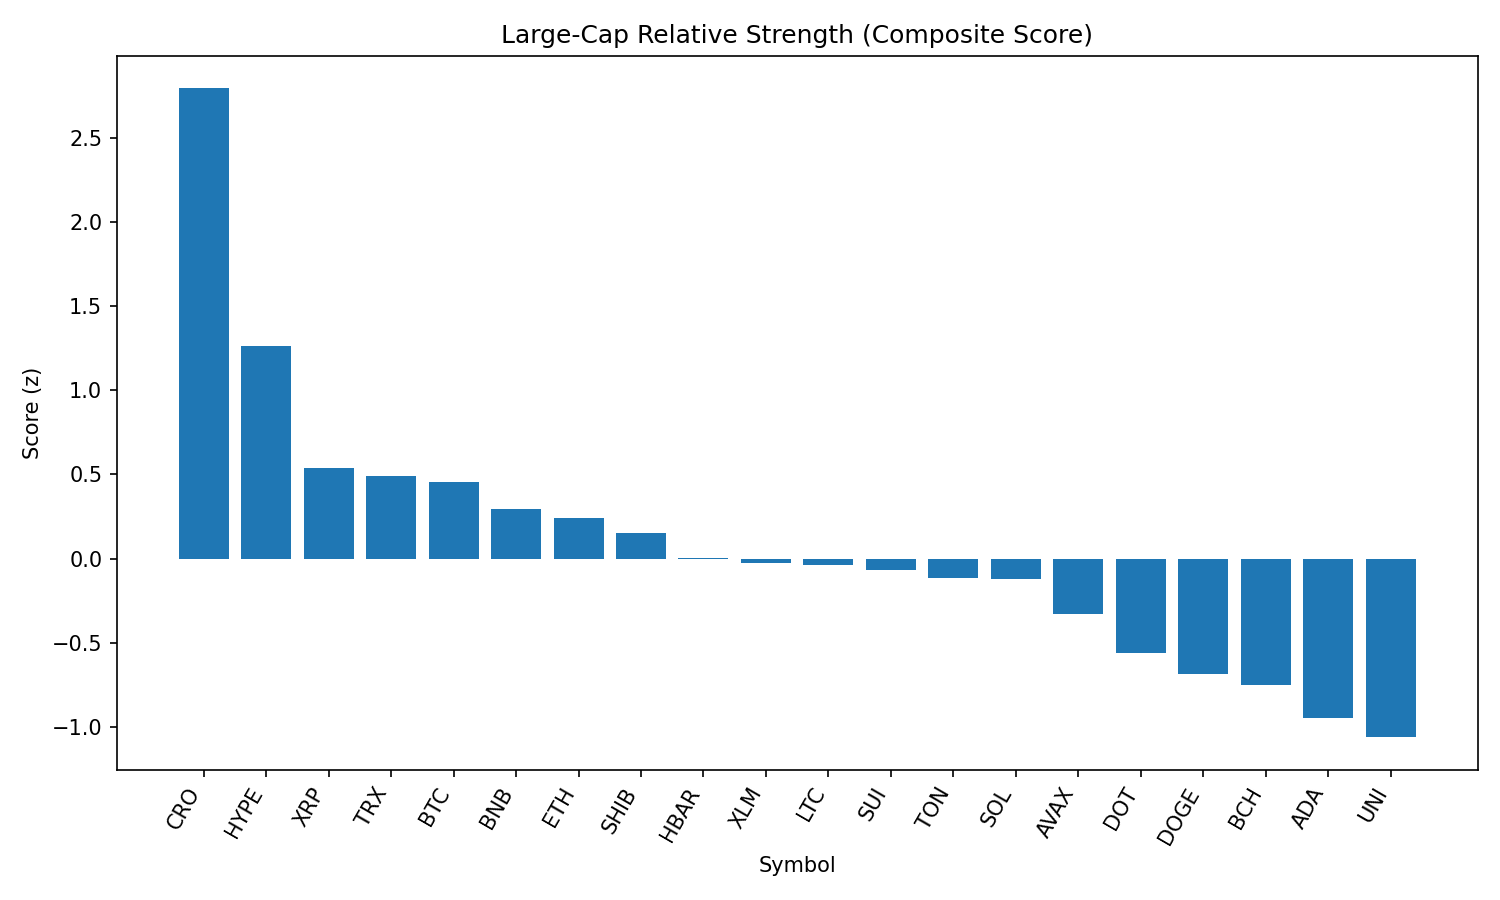 Large-Cap Relative Strength (Composite Score)
Score (z)
2.5
2.0
1.5
1.0
0.5
0.0
−0.5
−1.0
CRO
HYPE
XRP
TRX
BTC
BNB
ETH
SHIB
HBAR
XLM
LTC
SUI
TON
SOL
AVAX
DOT
DOGE
BCH
ADA
UNI
Symbol